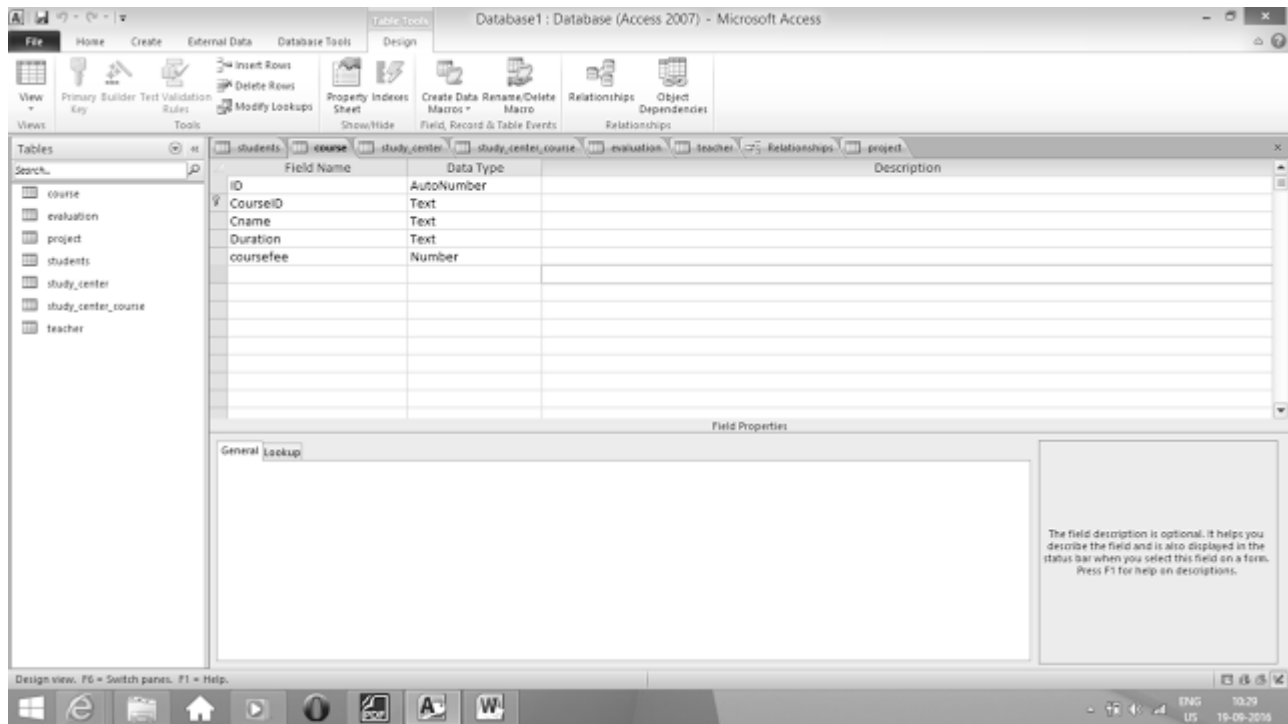 Table Tools
Database1 : Database (Access 2007) - Microsoft Access
File Home Create External Data Database Tools Design
View
Primary Key
Builder
Test Validation Rules
Insert Rows
Delete Rows
Modify Lookups
Property Sheet
Indexes
Create Data Macros
Rename/Delete Macro
Relationships
Object Dependencies
Views Tools Show/Hide Field, Record & Table Events Relationships
Tables
students course study_center study_center_course evaluation teacher Relationships project
Search...
course
evaluation
project
students
study_center
study_center_course
teacher
Field Name Data Type Description
ID AutoNumber
CourseID Text
Cname Text
Duration Text
coursefee Number
Field Properties
General Lookup
The field description is optional. It helps you
describe the field and is also displayed in the
status bar when you select this field on a form.
Press F1 for help on descriptions.
Design view. F6 = Switch panes. F1 = Help.
PDF
ENG
US
10:29
19-09-2016